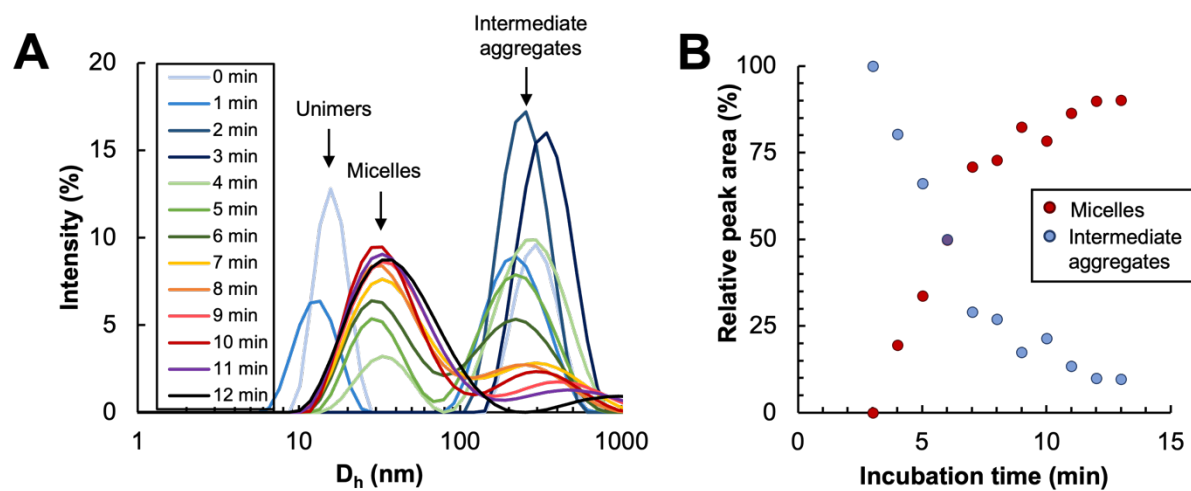 A
Intensity (%)
20
15
10
5
0
0 min
1 min
2 min
3 min
4 min
5 min
6 min
7 min
8 min
9 min
10 min
11 min
12 min
Unimers
Micelles
Intermediate
aggregates
1
10
100
1000
Dh (nm)
B
Relative peak area (%)
100
75
50
25
0
Micelles
Intermediate
aggregates
0
5
10
15
Incubation time (min)